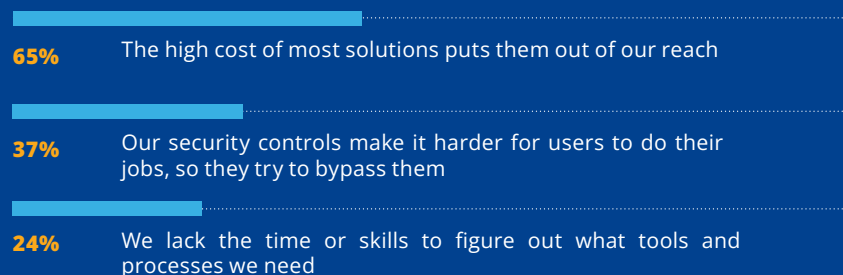 65%
The high cost of most solutions puts them out of our reach
37%
Our security controls make it harder for users to do their
jobs, so they try to bypass them
24%
We lack the time or skills to figure out what tools and
processes we need